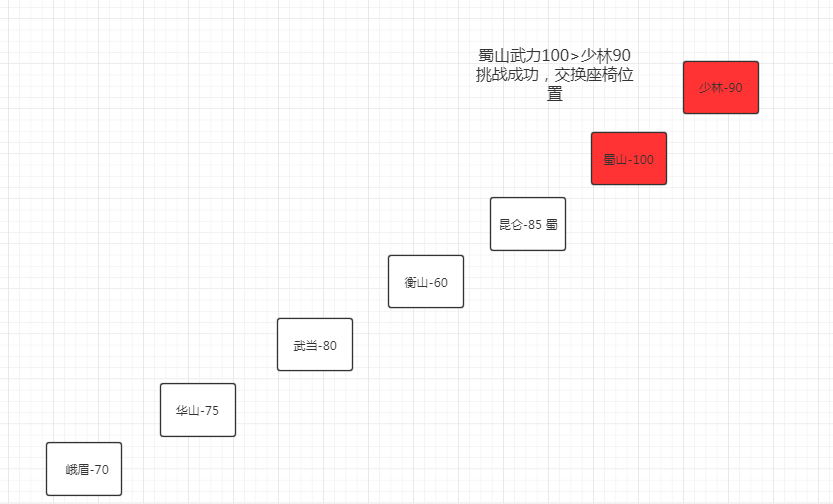 蜀山武力100>少林90
挑战成功，交换座椅位
置
少林-90
蜀山-100
昆仑-85 蜀
衡山-60
武当-80
华山-75
峨眉-70